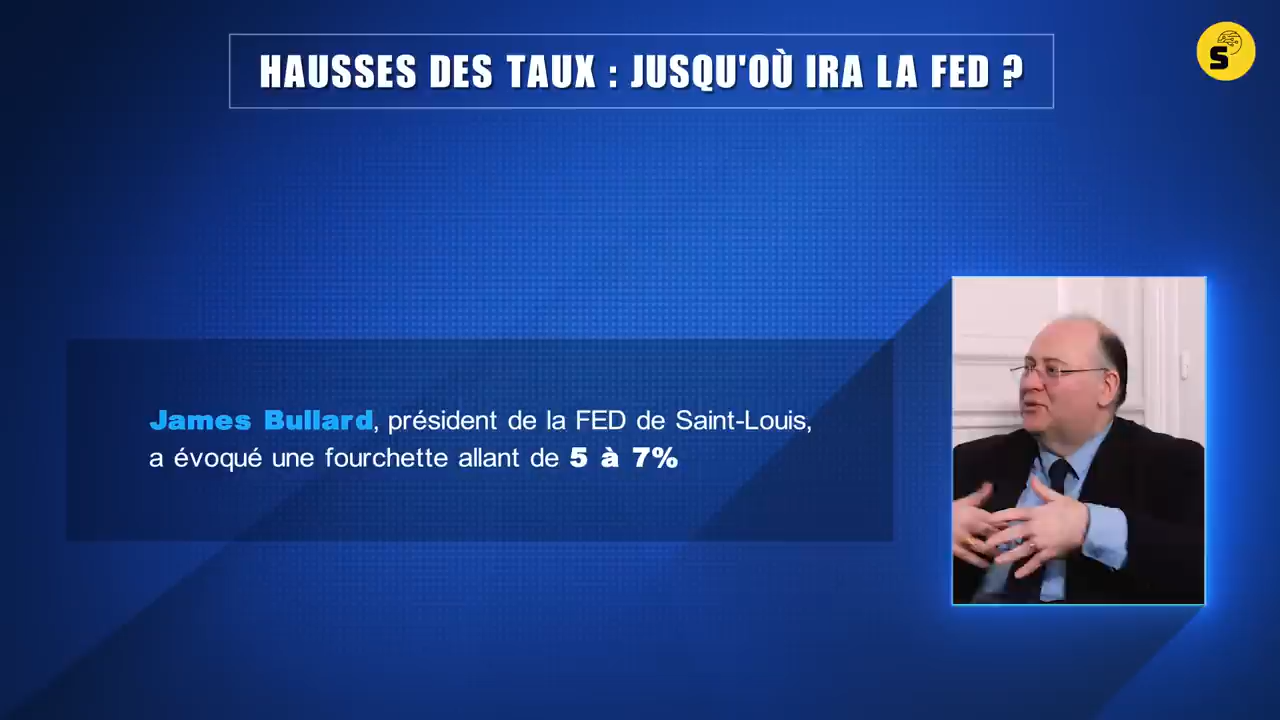 HAUSSES DES TAUX : JUSQU'OÙ IRA LA FED ?
S
James Bullard, président de la FED de Saint-Louis,
a évoqué une fourchette allant de 5 à 7%